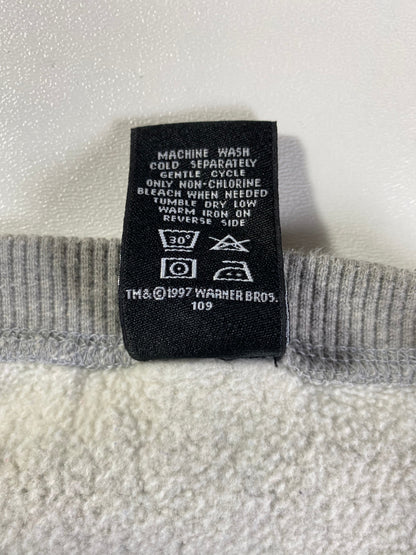 MACHINE WASH
COLD SEPARATELY
GENTLE CYCLE
ONLY NON-CHLORINE
BLEACH WHEN NEEDED
TUMBLE DRY LOW
WARM IRON ON
REVERSE SIDE
30°
TM&©1997 WARNER BROS.
109